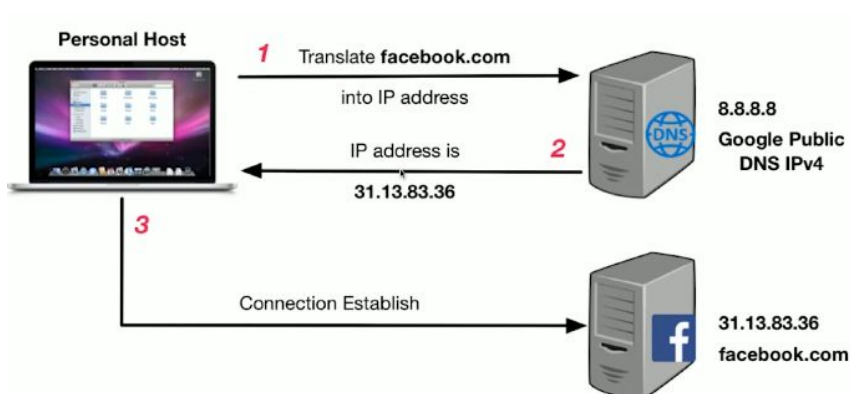 Personal Host
1
Translate facebook.com
into IP address
8.8.8.8
Google Public
DNS IPv4
DNS
IP address is
2
31.13.83.36
3
Connection Establish
31.13.83.36
facebook.com
f